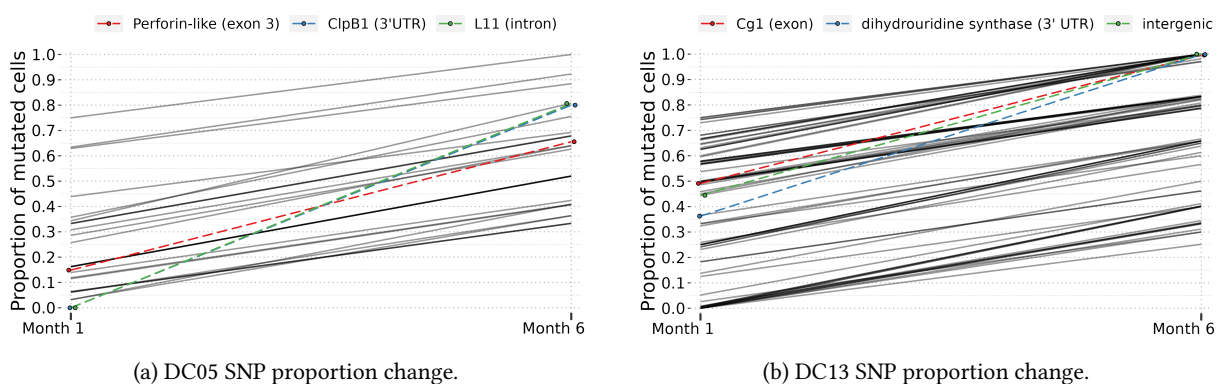 Perforin-like (exon 3) ClpB1 (3'UTR) L11 (intron)
Proportion of mutated cells
1.0
0.9
0.8
0.7
0.6
0.5
0.4
0.3
0.2
0.1
0.0
Month 1 Month 6
(a) DC05 SNP proportion change.
Cg1 (exon) dihydrouridine synthase (3' UTR) intergenic
Proportion of mutated cells
1.0
0.9
0.8
0.7
0.6
0.5
0.4
0.3
0.2
0.1
0.0
Month 1 Month 6
(b) DC13 SNP proportion change.